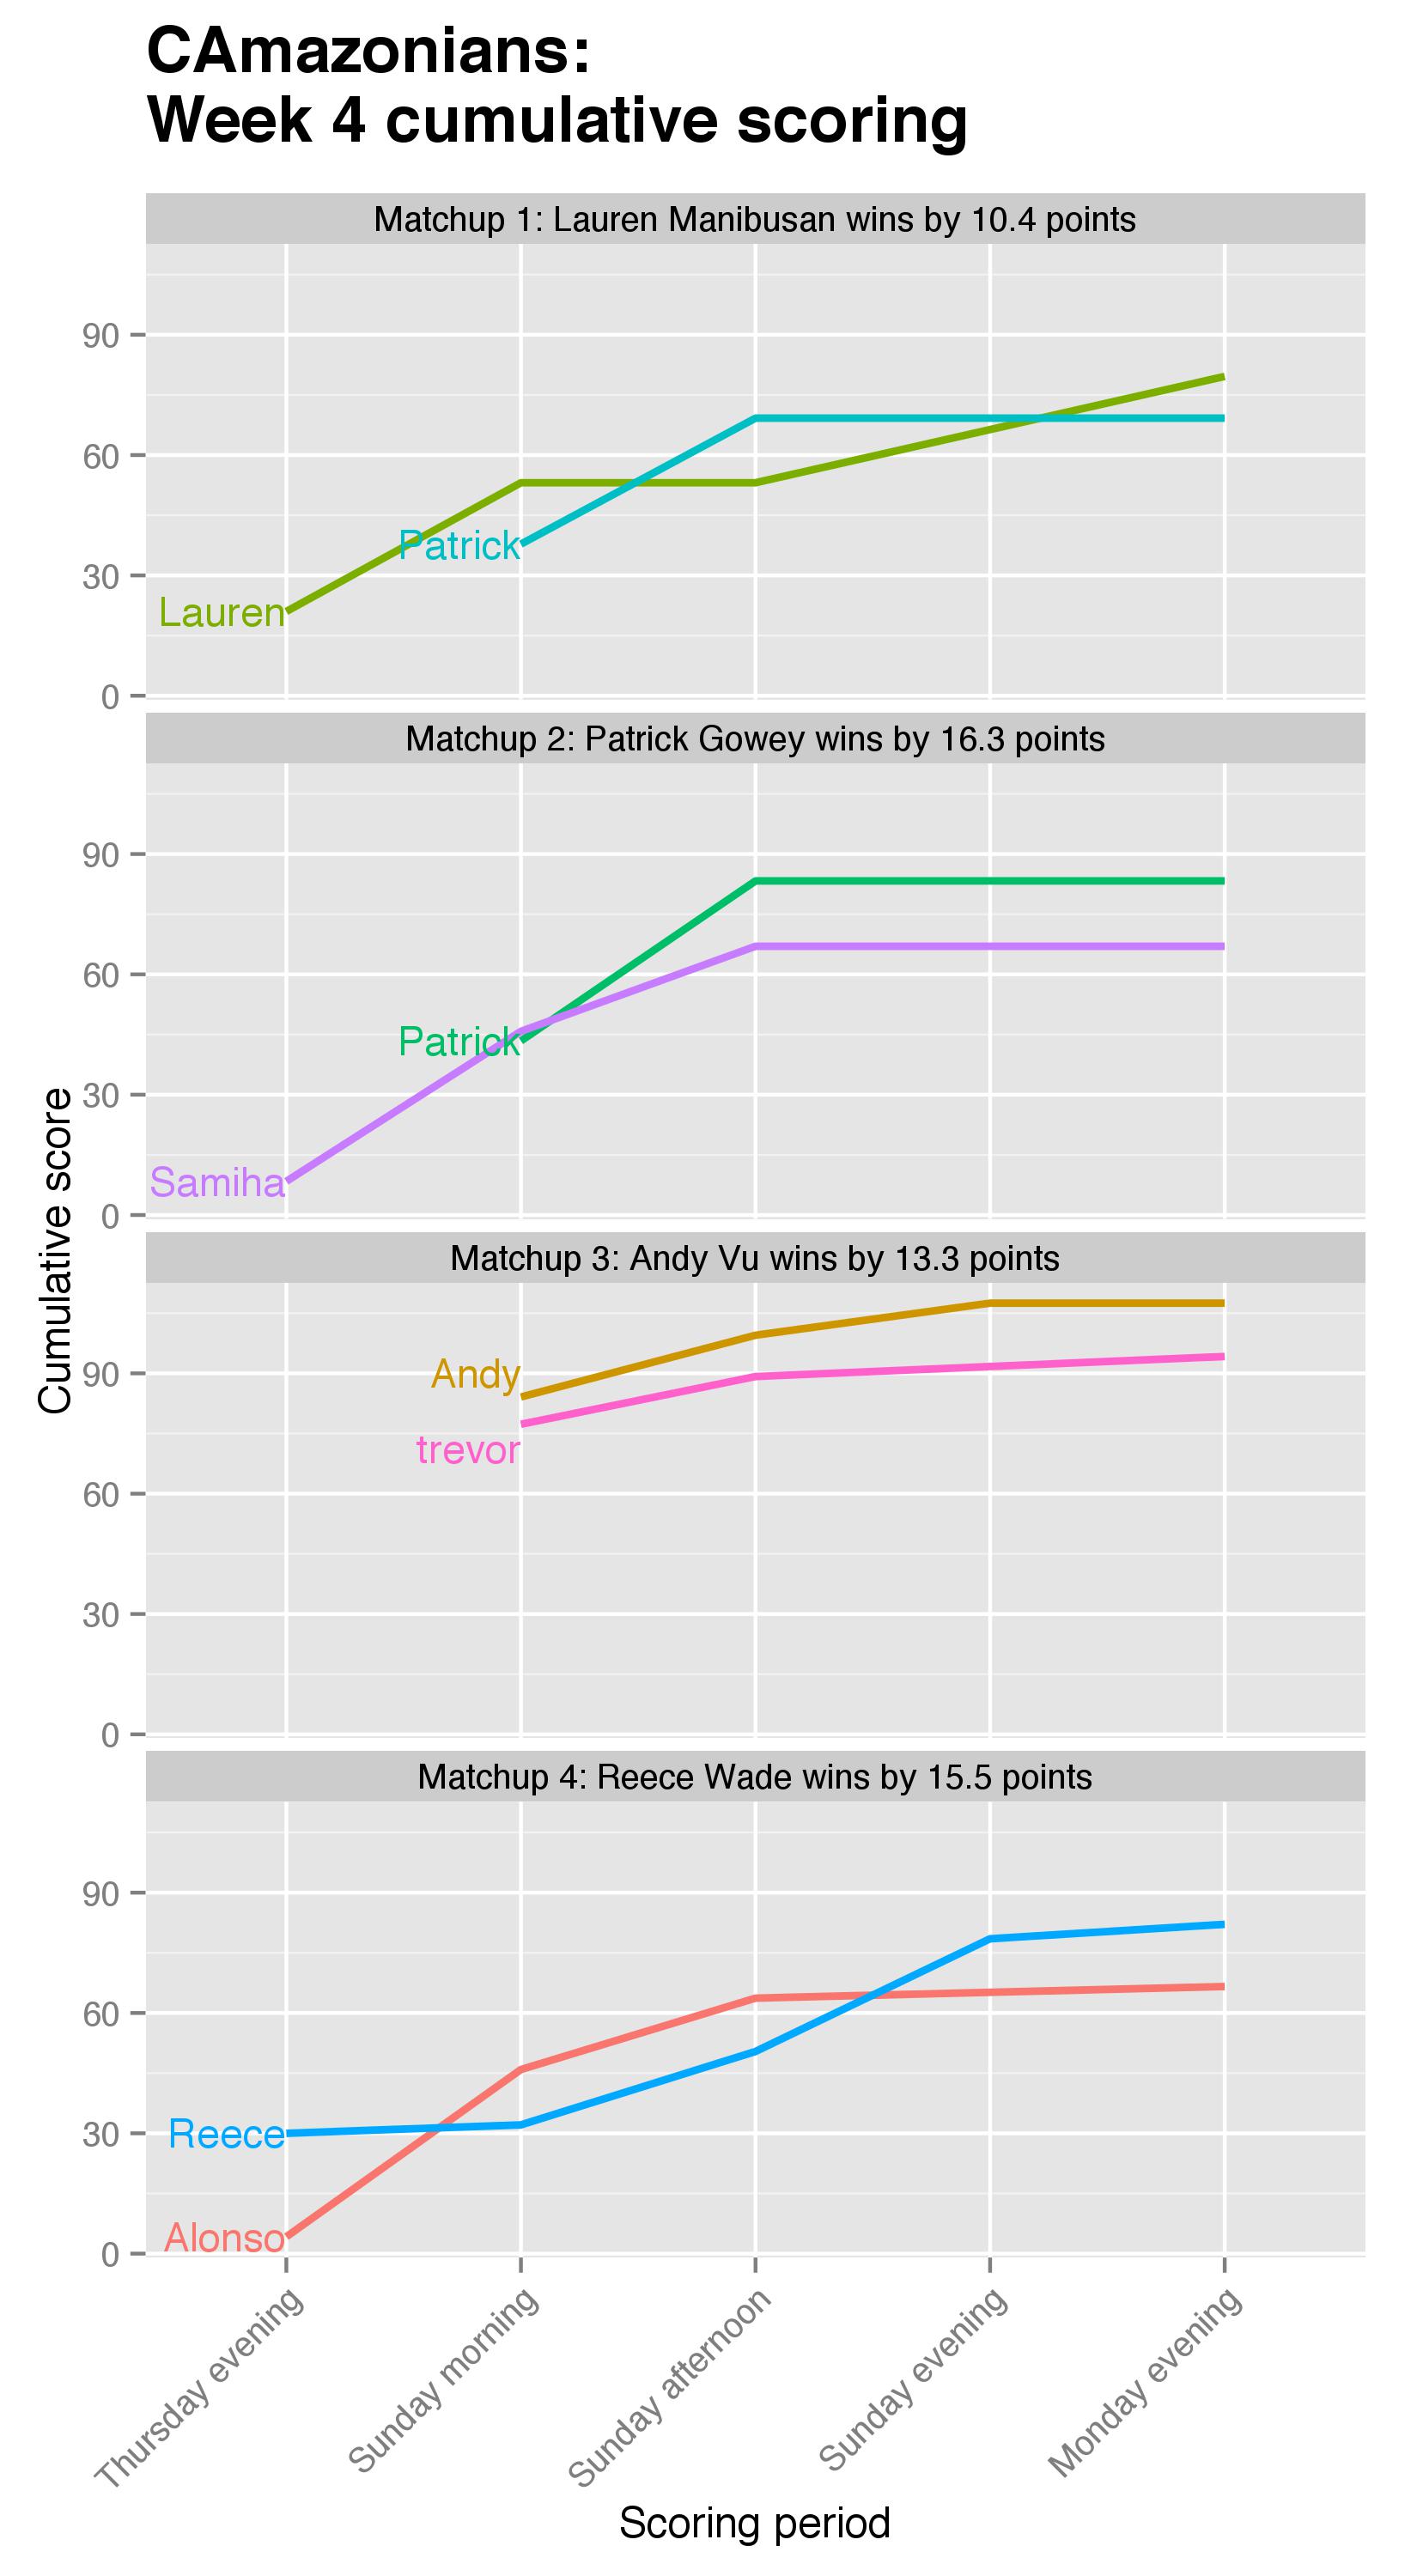 CAmazonians:
Week 4 cumulative scoring
Matchup 1: Lauren Manibusan wins by 10.4 points
90
60
30
0
Patrick
Lauren
Matchup 2: Patrick Gowey wins by 16.3 points
90
60
30
0
Patrick
Samiha
Cumulative score
Matchup 3: Andy Vu wins by 13.3 points
90
60
30
0
Andy
trevor
Matchup 4: Reece Wade wins by 15.5 points
90
60
30
0
Reece
Alonso
Thursday evening
Sunday morning
Sunday afternoon
Sunday evening
Monday evening
Scoring period